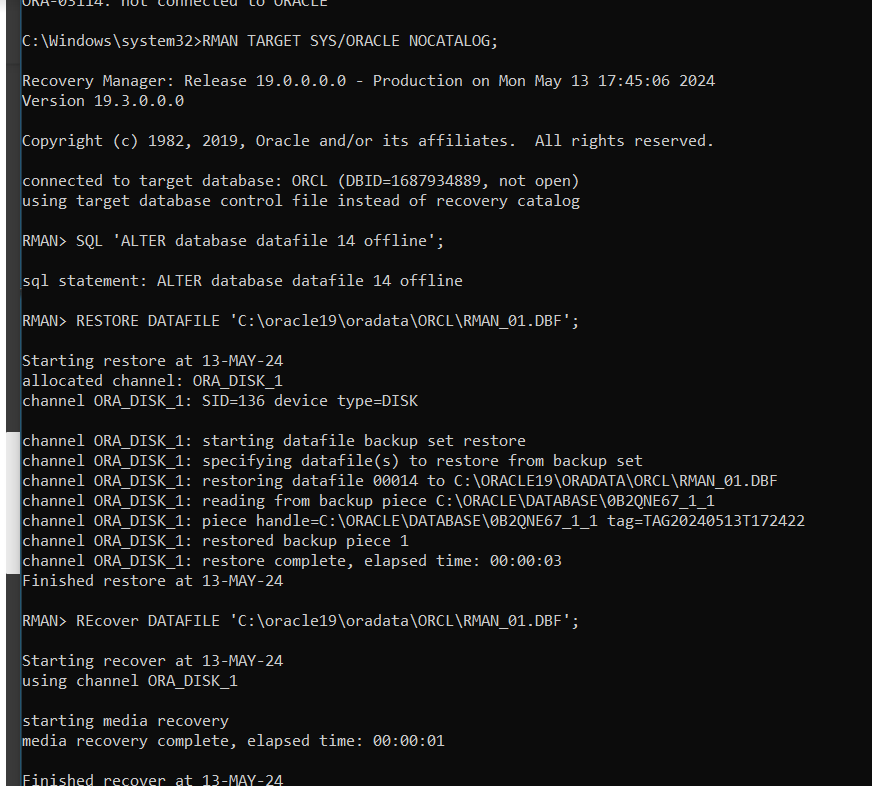 ORA-03114: not connected to ORACLE
C:\Windows\system32>RMAN TARGET SYS/ORACLE NOCATALOG;
Recovery Manager: Release 19.0.0.0.0 - Production on Mon May 13 17:45:06 2024
Version 19.3.0.0.0
Copyright (c) 1982, 2019, Oracle and/or its affiliates.  All rights reserved.
connected to target database: ORCL (DBID=1687934889, not open)
using target database control file instead of recovery catalog
RMAN> SQL 'ALTER database datafile 14 offline';
sql statement: ALTER database datafile 14 offline
RMAN> RESTORE DATAFILE 'C:\oracle19\oradata\ORCL\RMAN_01.DBF';
Starting restore at 13-MAY-24
allocated channel: ORA_DISK_1
channel ORA_DISK_1: SID=136 device type=DISK
channel ORA_DISK_1: starting datafile backup set restore
channel ORA_DISK_1: specifying datafile(s) to restore from backup set
channel ORA_DISK_1: restoring datafile 00014 to C:\ORACLE19\ORADATA\ORCL\RMAN_01.DBF
channel ORA_DISK_1: reading from backup piece C:\ORACLE\DATABASE\0B2QNE67_1_1
channel ORA_DISK_1: piece handle=C:\ORACLE\DATABASE\0B2QNE67_1_1 tag=TAG20240513T172422
channel ORA_DISK_1: restored backup piece 1
channel ORA_DISK_1: restore complete, elapsed time: 00:00:03
Finished restore at 13-MAY-24
RMAN> REcover DATAFILE 'C:\oracle19\oradata\ORCL\RMAN_01.DBF';
Starting recover at 13-MAY-24
using channel ORA_DISK_1
starting media recovery
media recovery complete, elapsed time: 00:00:01
Finished recover at 13-MAY-24